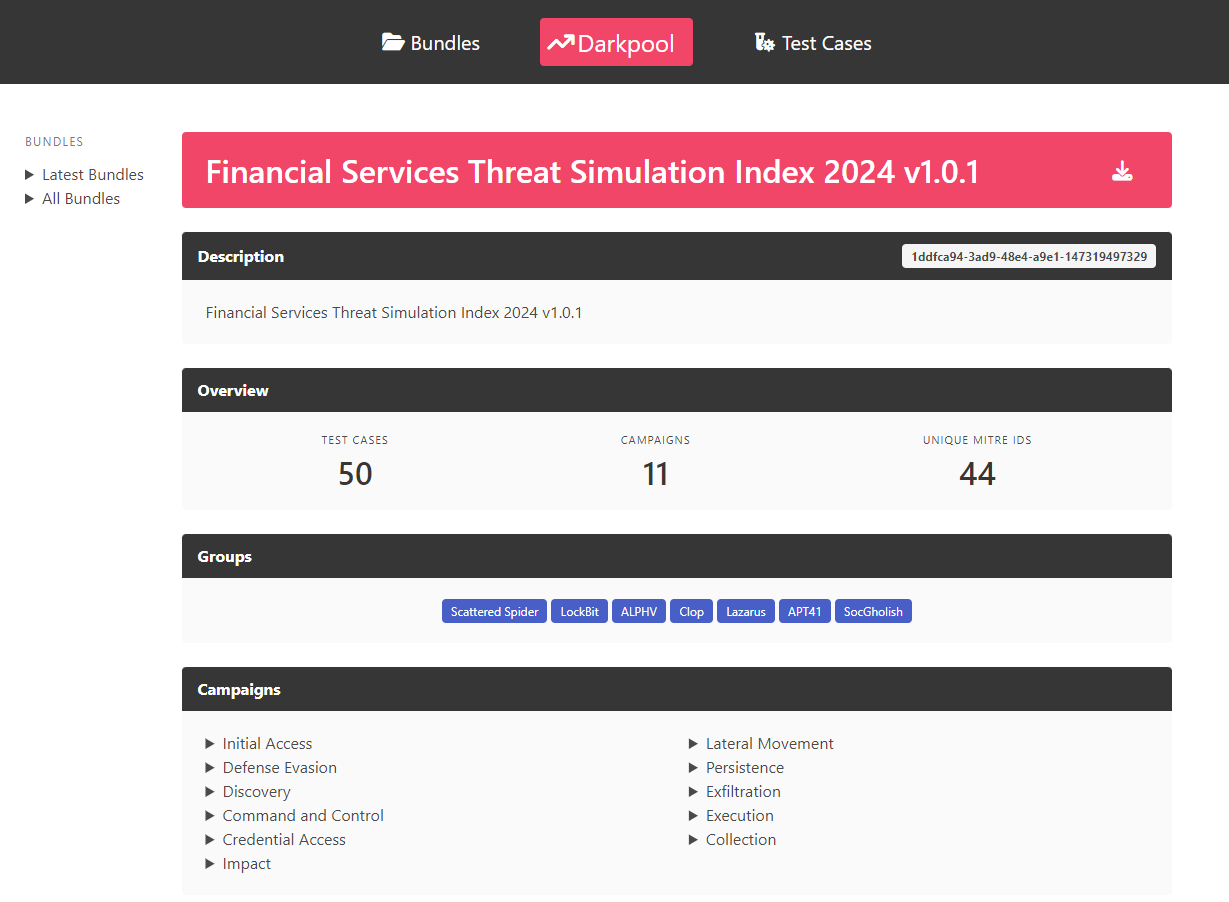 Bundles
Darkpool
Test Cases
BUNDLES
Latest Bundles
All Bundles
Financial Services Threat Simulation Index 2024 v1.0.1
Description
1ddfca94-3ad9-48e4-a9e1-147319497329
Financial Services Threat Simulation Index 2024 v1.0.1
Overview
TEST CASES
50
CAMPAIGNS
11
UNIQUE MITRE IDS
44
Groups
Scattered Spider LockBit ALPHV Clop Lazarus APT41 SocGholish
Campaigns
Initial Access
Defense Evasion
Discovery
Command and Control
Credential Access
Impact
Lateral Movement
Persistence
Exfiltration
Execution
Collection